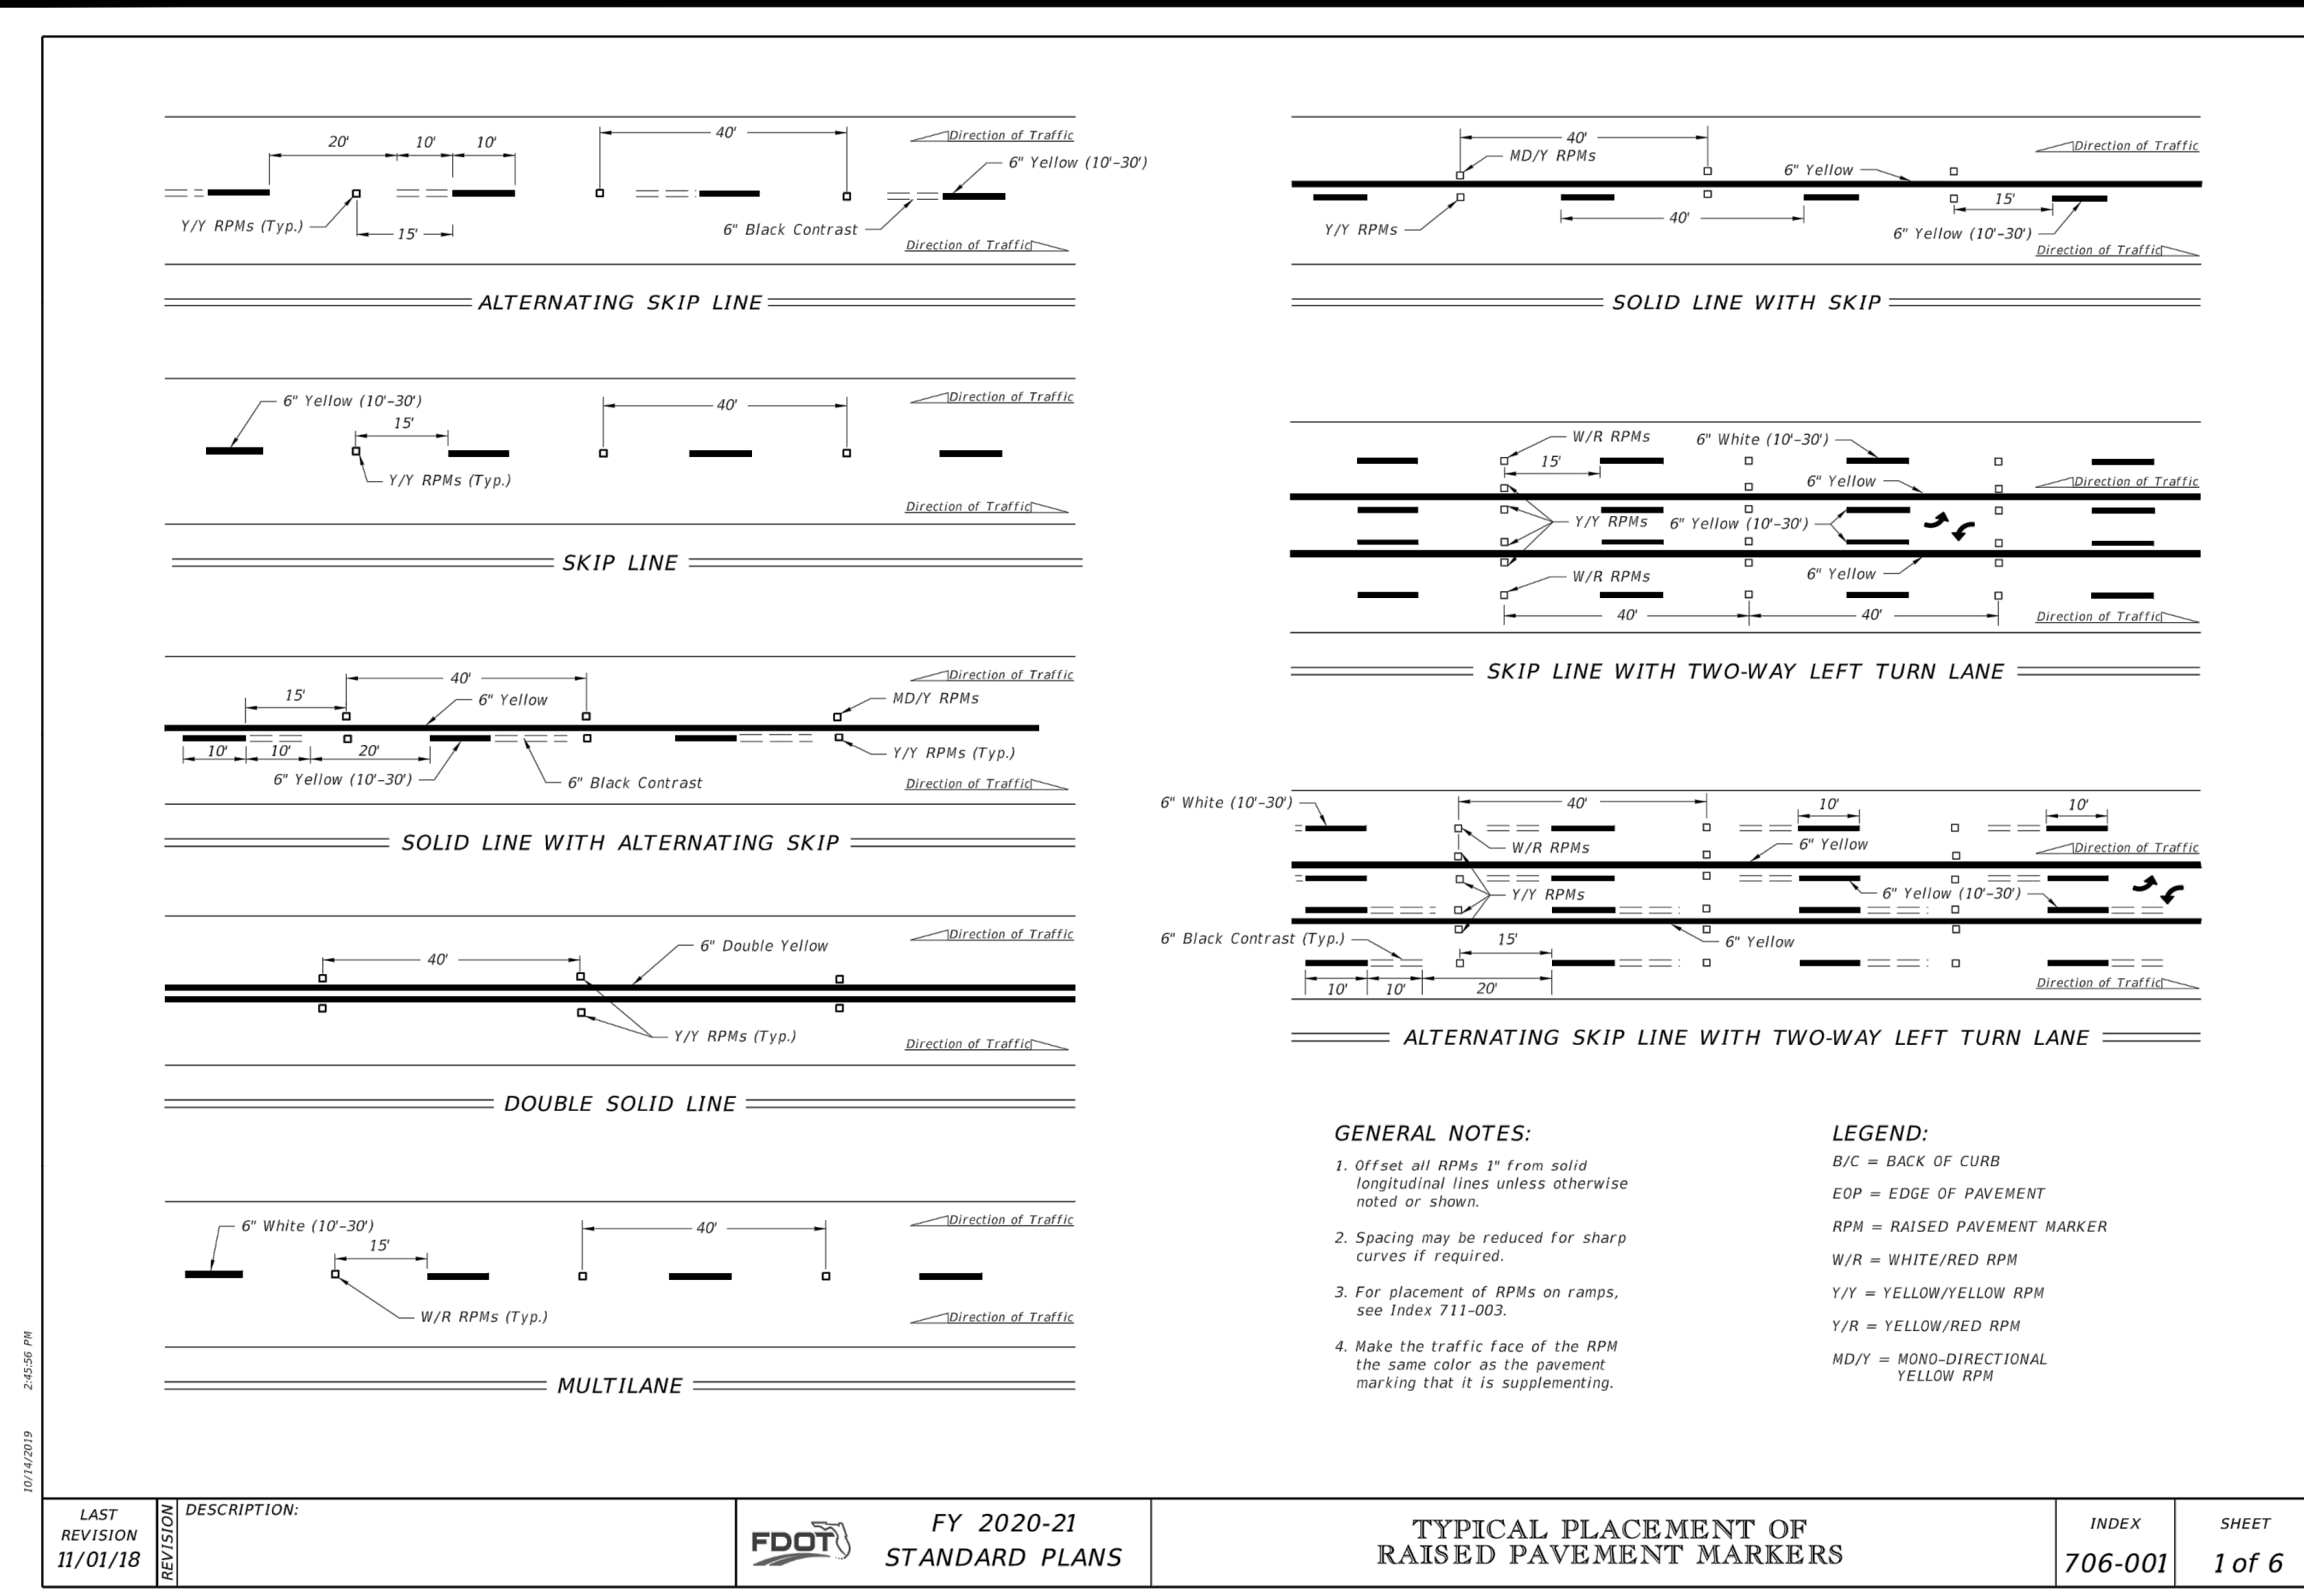 20'
10'
10'
40'
Direction of Traffic
6" Yellow (10'-30')
Y/Y RPMs (Typ.)
15'
6" Black Contrast
Direction of Traffic
ALTERNATING SKIP LINE
6" Yellow (10'-30')
15'
40'
Direction of Traffic
Y/Y RPMs (Typ.)
Direction of Traffic
SKIP LINE
40'
Direction of Traffic
15'
6" Yellow
MD/Y RPMs
10'
10'
20'
Y/Y RPMs (Typ.)
6" Yellow (10'-30')
6" Black Contrast
Direction of Traffic
SOLID LINE WITH ALTERNATING SKIP
40'
6" Double Yellow
Direction of Traffic
Y/Y RPMs (Typ.)
Direction of Traffic
DOUBLE SOLID LINE
6" White (10'-30')
15'
40'
Direction of Traffic
W/R RPMs (Typ.)
Direction of Traffic
MULTILANE
40'
MD/Y RPMs
6" Yellow
Direction of Traffic
Y/Y RPMs
40'
15'
6" Yellow (10'-30')
Direction of Traffic
SOLID LINE WITH SKIP
W/R RPMs
6" White (10'-30')
15'
6" Yellow
Direction of Traffic
Y/Y RPMs
6" Yellow (10'-30')
W/R RPMs
6" Yellow
40'
40'
Direction of Traffic
SKIP LINE WITH TWO-WAY LEFT TURN LANE
6" White (10'-30')
40'
10'
10'
W/R RPMs
6" Yellow
Direction of Traffic
Y/Y RPMs
6" Yellow (10'-30')
6" Black Contrast (Typ.)
15'
6" Yellow
10'
10'
20'
Direction of Traffic
ALTERNATING SKIP LINE WITH TWO-WAY LEFT TURN LANE
GENERAL NOTES:
1. Offset all RPMs 1" from solid
longitudinal lines unless otherwise
noted or shown.
2. Spacing may be reduced for sharp
curves if required.
3. For placement of RPMs on ramps,
see Index 711-003.
4. Make the traffic face of the RPM
the same color as the pavement
marking that it is supplementing.
LEGEND:
B/C = BACK OF CURB
EOP = EDGE OF PAVEMENT
RPM = RAISED PAVEMENT MARKER
W/R = WHITE/RED RPM
Y/Y = YELLOW/YELLOW RPM
Y/R = YELLOW/RED RPM
MD/Y = MONO-DIRECTIONAL
YELLOW RPM
10/14/2019 2:45:56 PM
LAST
REVISION
11/01/18
REVISION
DESCRIPTION:
FDOT
FY 2020-21
STANDARD PLANS
TYPICAL PLACEMENT OF
RAISED PAVEMENT MARKERS
INDEX
706-001
SHEET
1 of 6